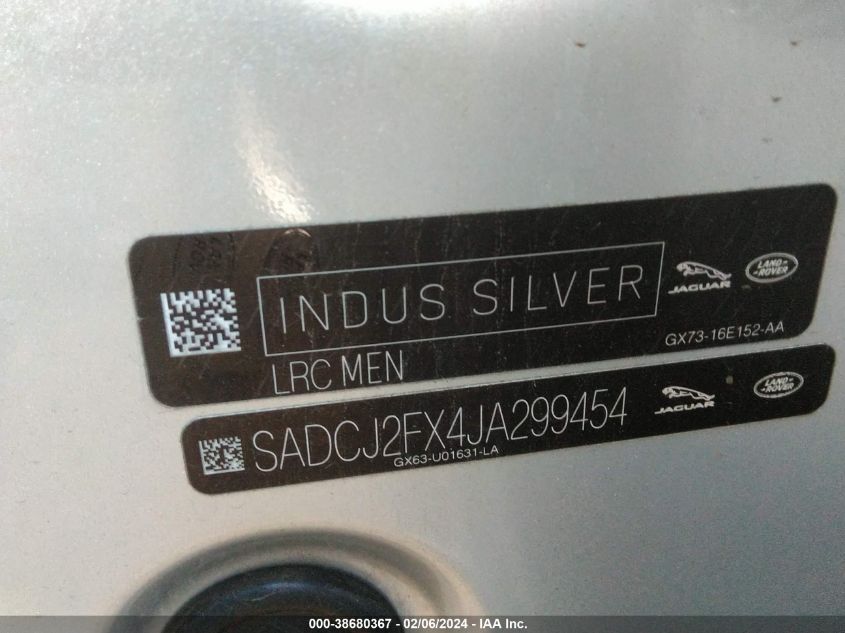 INDUS SILVER
JAGUAR
LAND-
-ROVER
GX73-16E152-AA
LRC MEN
SADCJ2FX4JA299454
GX63-U01631-LA
JAGUAR
LAND-
-ROVER
000-38680367 - 02/06/2024 - IAA Inc.